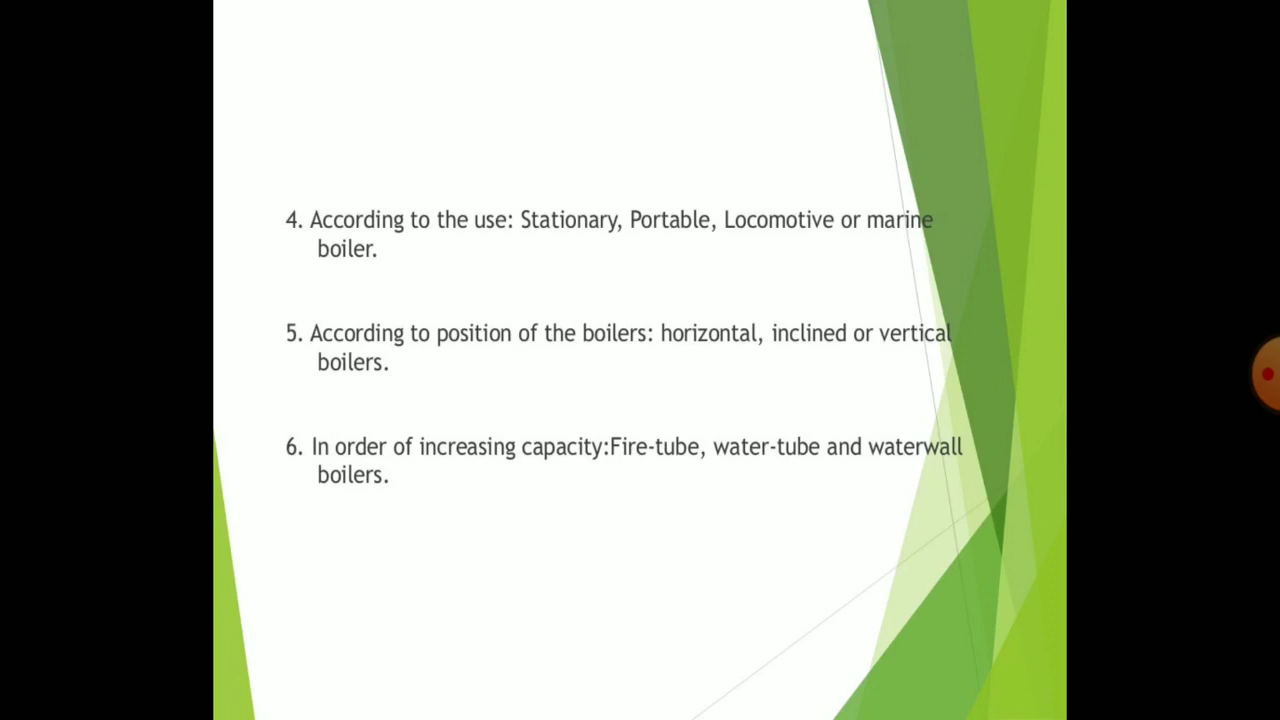 4. According to the use: Stationary, Portable, Locomotive or marine
boiler.
5. According to position of the boilers: horizontal, inclined or vertical
boilers.
6. In order of increasing capacity:Fire-tube, water-tube and waterwall
boilers.